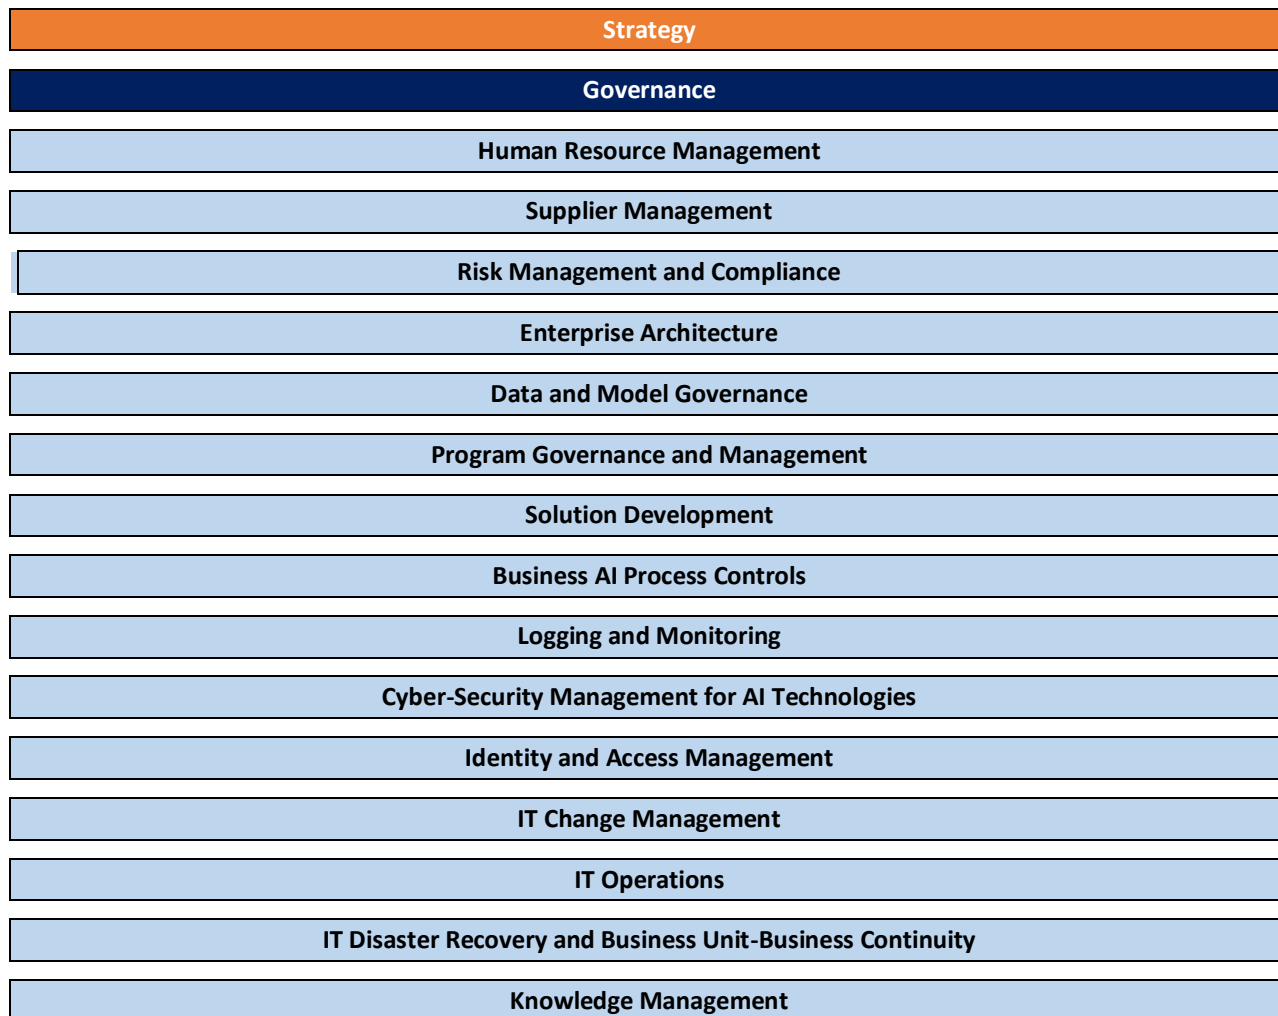 Strategy
Governance
Human Resource Management
Supplier Management
Risk Management and Compliance
Enterprise Architecture
Data and Model Governance
Program Governance and Management
Solution Development
Business AI Process Controls
Logging and Monitoring
Cyber-Security Management for AI Technologies
Identity and Access Management
IT Change Management
IT Operations
IT Disaster Recovery and Business Unit-Business Continuity
Knowledge Management